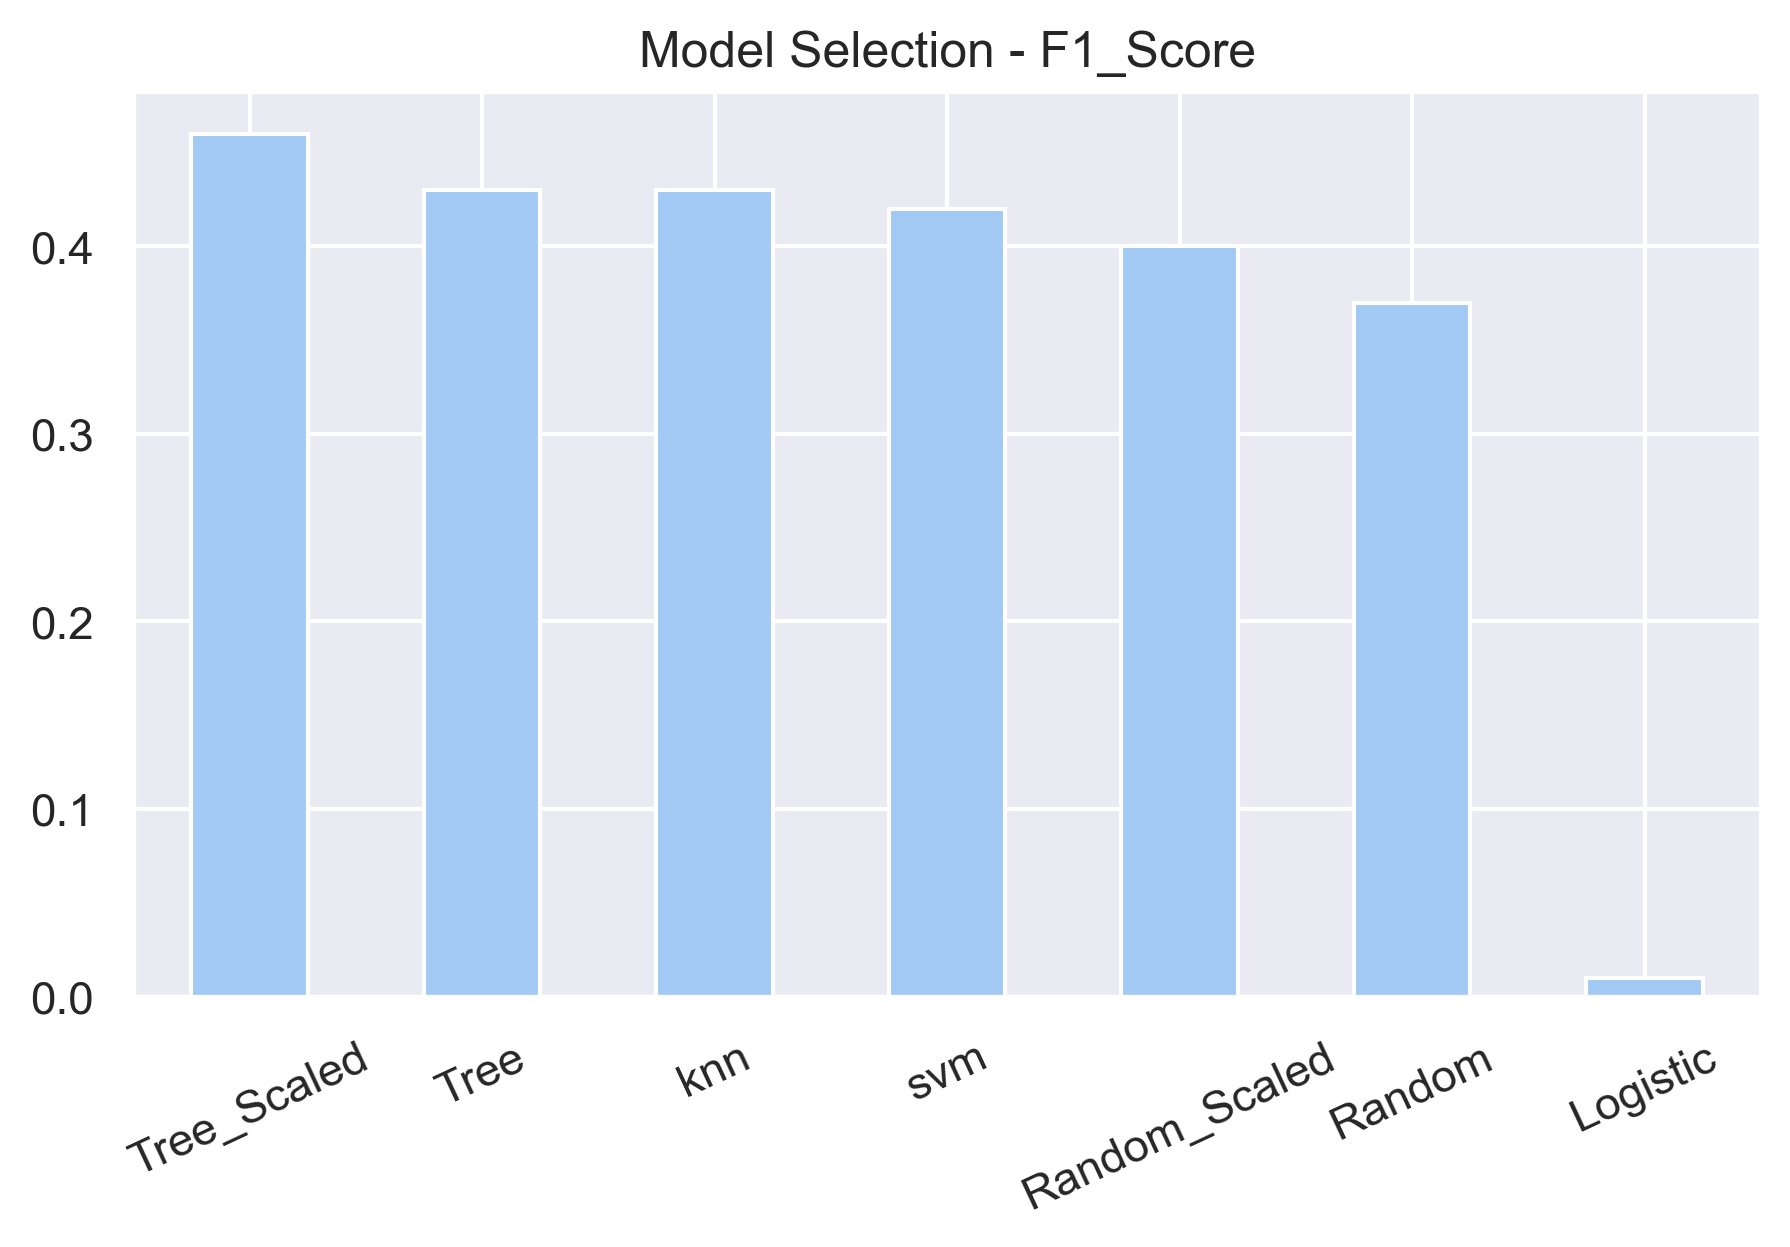 Model Selection - F1_Score
0.4
0.3
0.2
0.1
0.0
Tree_Scaled
Tree
knn
svm
Random_Scaled
Random
Logistic